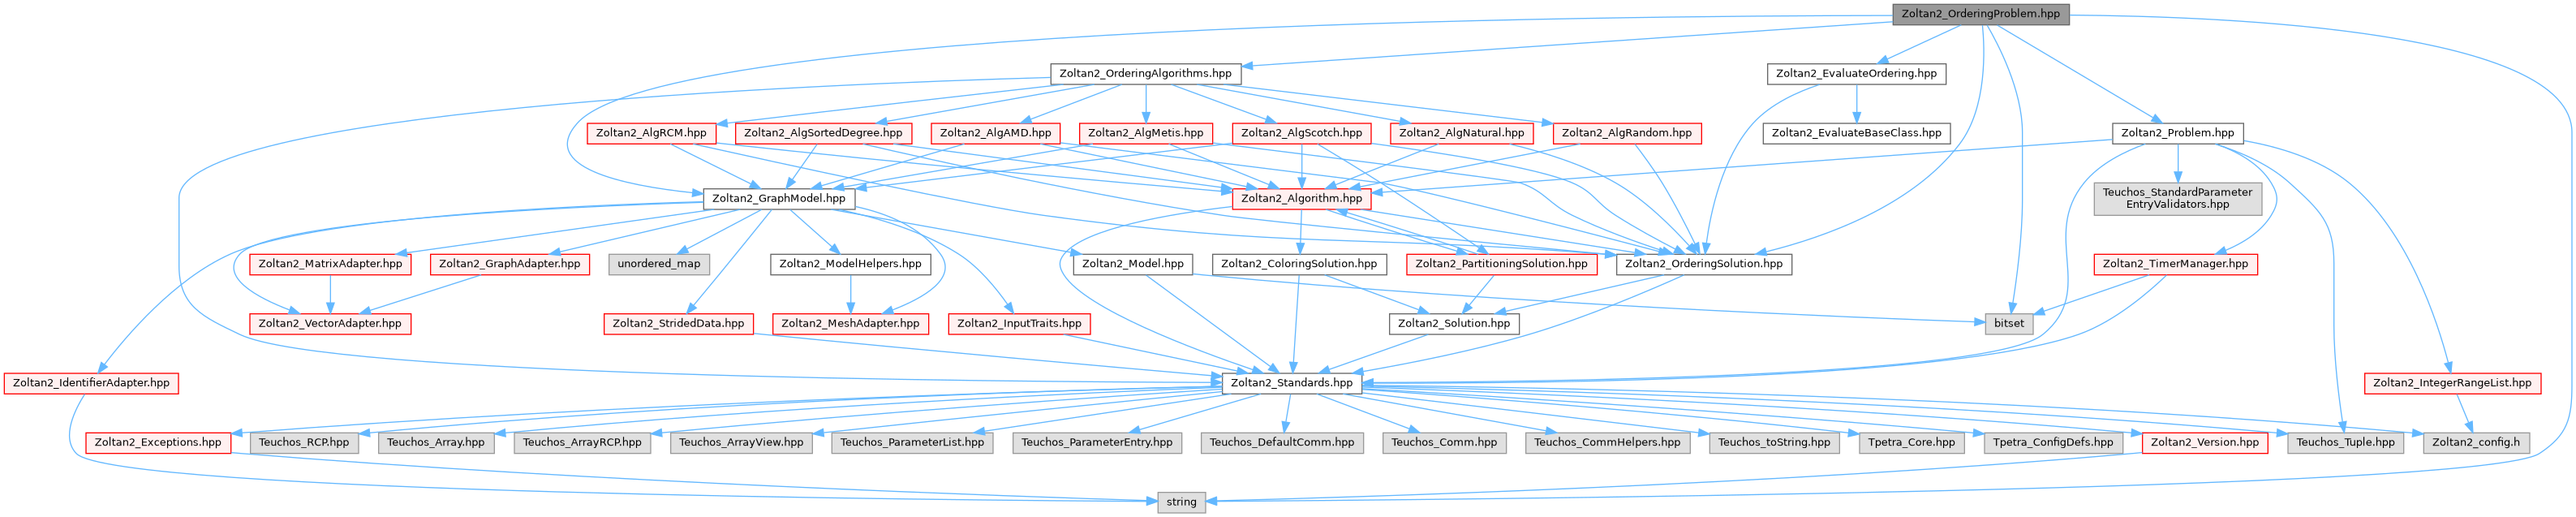 Zoltan2_OrderingProblem.hpp
Zoltan2_OrderingAlgorithms.hpp
Zoltan2_EvaluateOrdering.hpp
Zoltan2_AlgRCM.hpp
Zoltan2_AlgSortedDegree.hpp
Zoltan2_AlgAMD.hpp
Zoltan2_AlgMetis.hpp
Zoltan2_AlgScotch.hpp
Zoltan2_AlgNatural.hpp
Zoltan2_AlgRandom.hpp
Zoltan2_EvaluateBaseClass.hpp
Zoltan2_Problem.hpp
Zoltan2_GraphModel.hpp
Zoltan2_Algorithm.hpp
Teuchos_StandardParameter
EntryValidators.hpp
Zoltan2_MatrixAdapter.hpp
Zoltan2_GraphAdapter.hpp
unordered_map
Zoltan2_ModelHelpers.hpp
Zoltan2_Model.hpp
Zoltan2_ColoringSolution.hpp
Zoltan2_PartitioningSolution.hpp
Zoltan2_OrderingSolution.hpp
Zoltan2_TimerManager.hpp
Zoltan2_VectorAdapter.hpp
Zoltan2_StridedData.hpp
Zoltan2_MeshAdapter.hpp
Zoltan2_InputTraits.hpp
Zoltan2_Solution.hpp
bitset
Zoltan2_IdentifierAdapter.hpp
Zoltan2_Standards.hpp
Zoltan2_IntegerRangeList.hpp
Zoltan2_Exceptions.hpp
Teuchos_RCP.hpp
Teuchos_Array.hpp
Teuchos_ArrayRCP.hpp
Teuchos_ArrayView.hpp
Teuchos_ParameterList.hpp
Teuchos_ParameterEntry.hpp
Teuchos_DefaultComm.hpp
Teuchos_Comm.hpp
Teuchos_CommHelpers.hpp
Teuchos_toString.hpp
Tpetra_Core.hpp
Tpetra_ConfigDefs.hpp
Zoltan2_Version.hpp
Teuchos_Tuple.hpp
Zoltan2_config.h
string